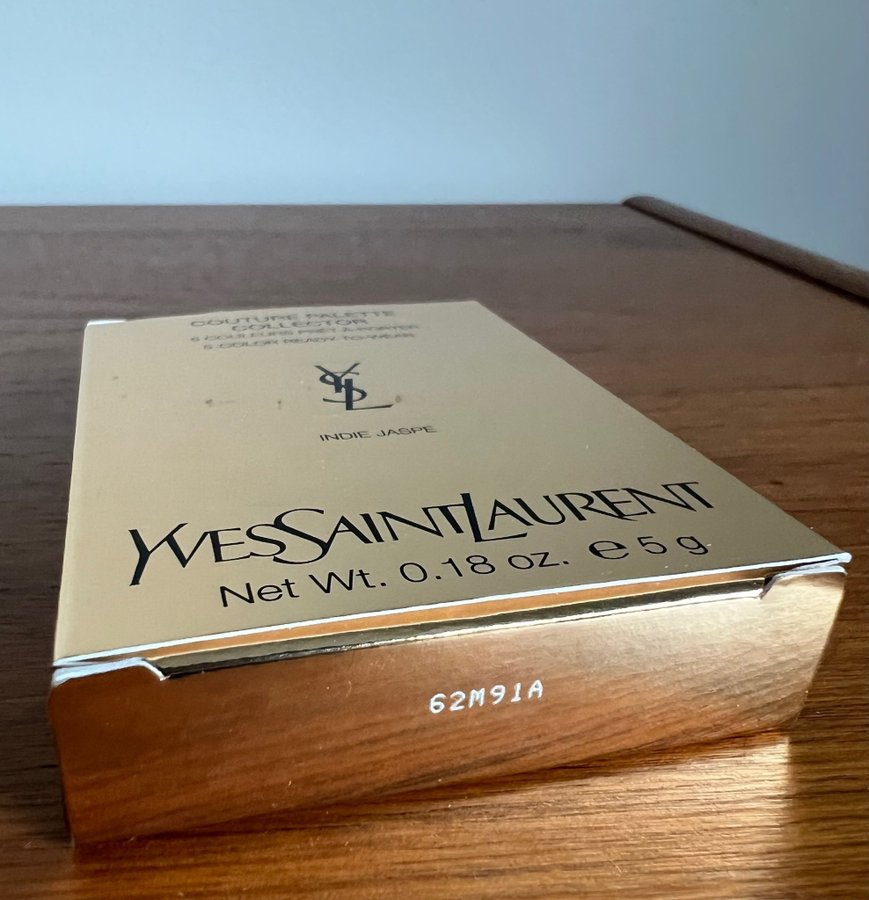 COUTURE PALETTE
COLLECTOR
5 COULEURS PRÊT-À-PORTER
5 COLOR READY-TO-WEAR
YSL
INDIE JASPE
YVESSAINTLAURENT
Net Wt. 0.18 oz. ℮ 5 g
62M91A